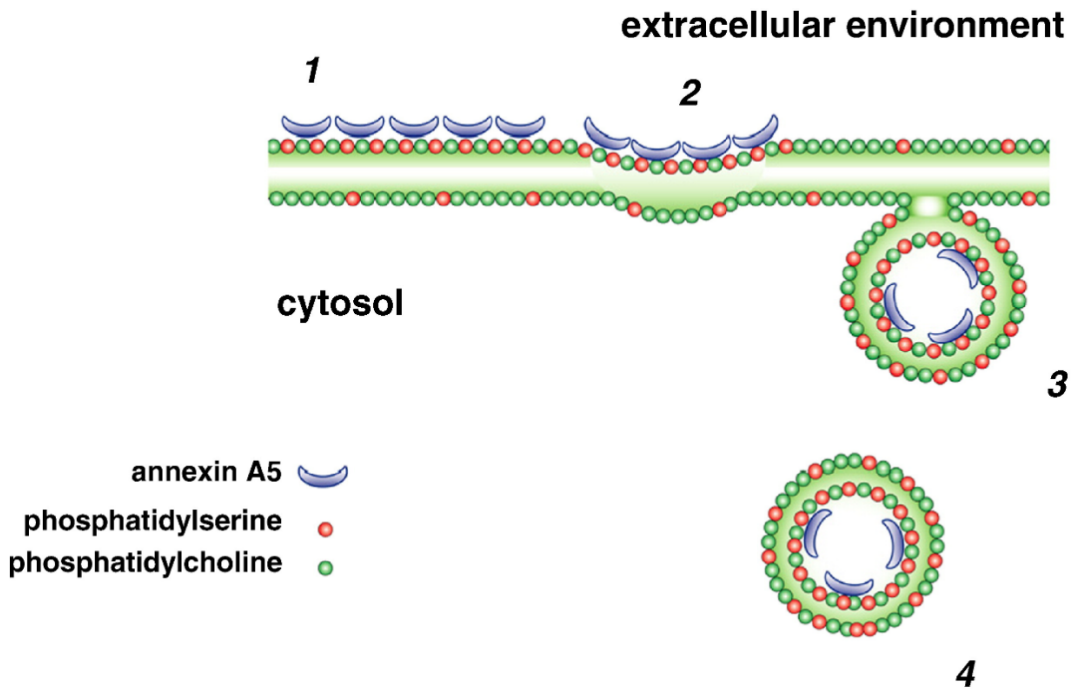 extracellular environment
1
2
cytosol
3
annexin A5
phosphatidylserine
phosphatidylcholine
4